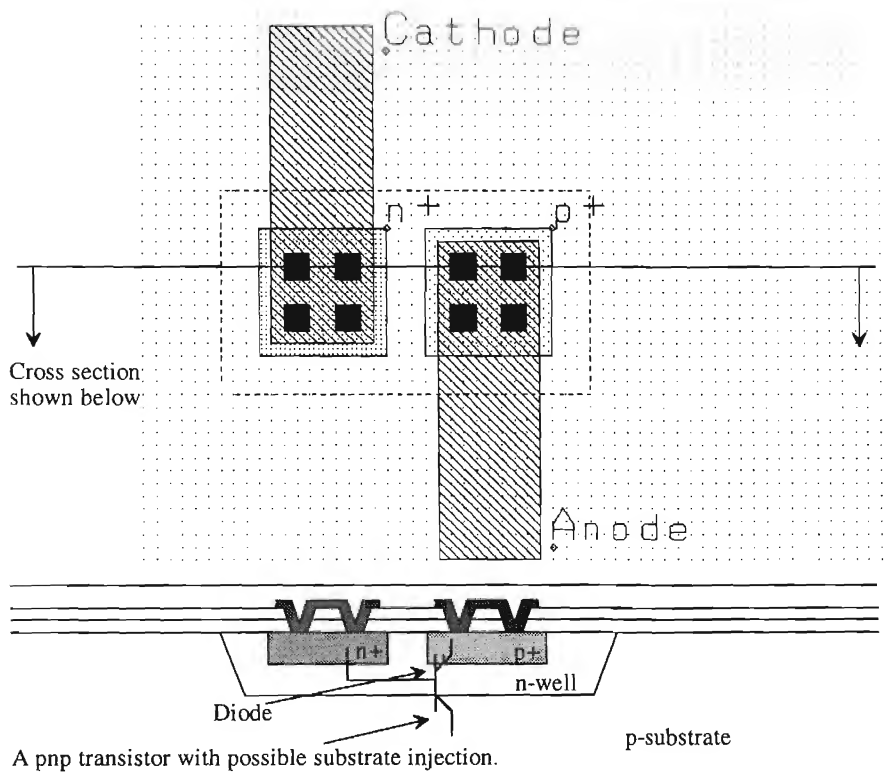 Cathode
n+
p+
Cross section
shown below
Anode
n+
p+
n-well
Diode
p-substrate
A pnp transistor with possible substrate injection.